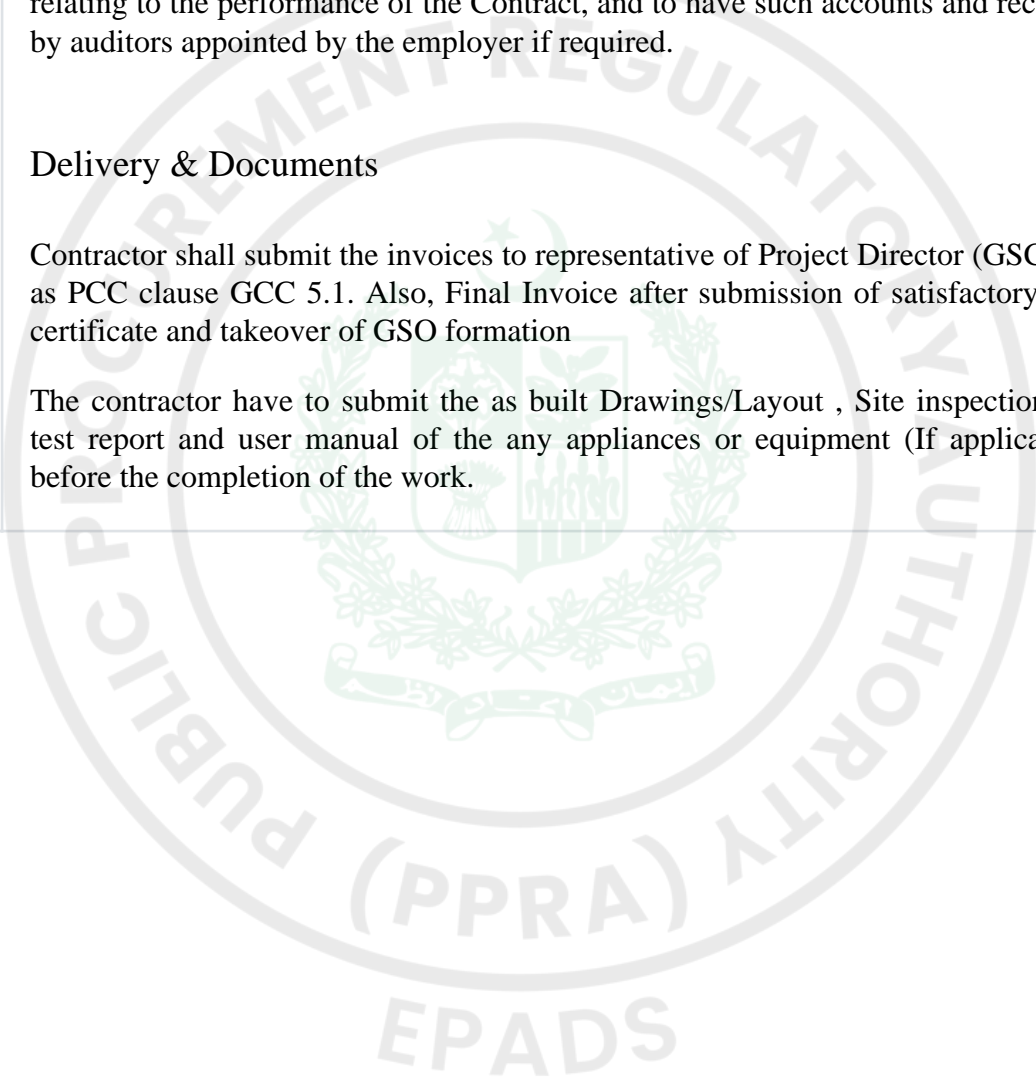 relating to the performance of the Contract, and to have such accounts and rec
by auditors appointed by the employer if required.
Delivery & Documents
Contractor shall submit the invoices to representative of Project Director (GSO
as PCC clause GCC 5.1. Also, Final Invoice after submission of satisfactory
certificate and takeover of GSO formation
The contractor have to submit the as built Drawings/Layout , Site inspection
test report and user manual of the any appliances or equipment (If applica
before the completion of the work.
PUBLIC PROCUREMENT REGULATORY AUTHORITY
(PPRA)
EPADS